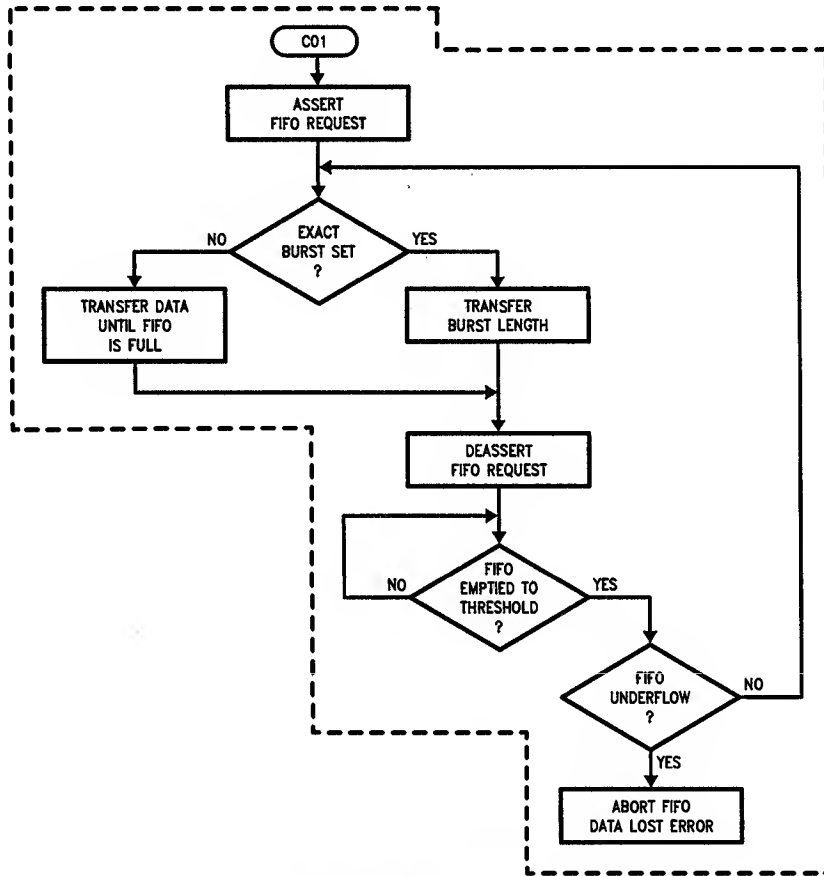 C01
ASSERT
FIFO REQUEST
EXACT
BURST SET
?
NO
YES
TRANSFER DATA
UNTIL FIFO
IS FULL
TRANSFER
BURST LENGTH
DEASSERT
FIFO REQUEST
FIFO
EMPTIED TO
THRESHOLD
?
NO
YES
FIFO
UNDERFLOW
?
NO
YES
ABORT FIFO
DATA LOST ERROR